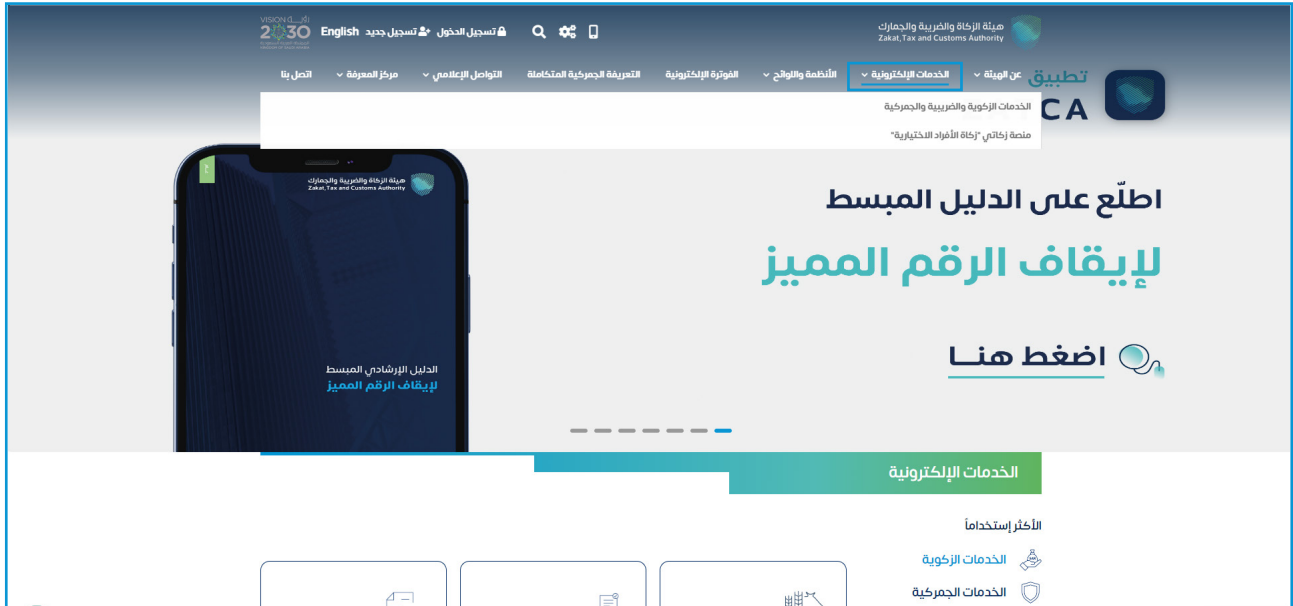 هيئة الزكاة والضريبة والجمارك
Zakat, Tax and Customs Authority
تسجيل الدخول
تسجيل جديد
English
VISION رؤية
2030
عن الهيئة
الخدمات الإلكترونية
الأنظمة واللوائح
الفوترة الإلكترونية
التعريفة الجمركية المتكاملة
التواصل الإعلامي
مركز المعرفة
اتصل بنا
تطبيق
CA
الخدمات الزكوية والضريبية والجمركية
منصة زكاتي "زكاة الأفراد الاختيارية"
اطلّع على الدليل المبسط
لإيقاف الرقم المميز
اضغط هنـــا
هيئة الزكاة والضريبة والجمارك
Zakat, Tax and Customs Authority
الدليل الإرشادي المبسط
لإيقاف الرقم المميز
الخدمات الإلكترونية
الأكثر إستخداماً
الخدمات الزكوية
الخدمات الجمركية